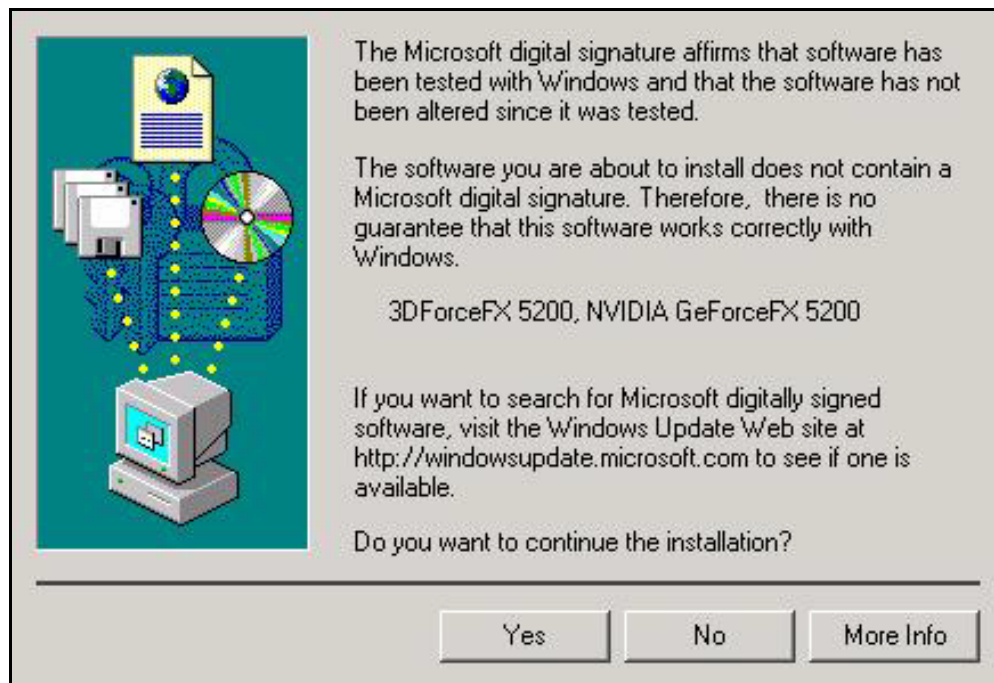 The Microsoft digital signature affirms that software has
been tested with Windows and that the software has not
been altered since it was tested.
The software you are about to install does not contain a
Microsoft digital signature. Therefore,  there is no
guarantee that this software works correctly with
Windows.
3DForceFX 5200, NVIDIA GeForceFX 5200
If you want to search for Microsoft digitally signed
software, visit the Windows Update Web site at
http://windowsupdate.microsoft.com to see if one is
available.
Do you want to continue the installation?
Yes No More Info